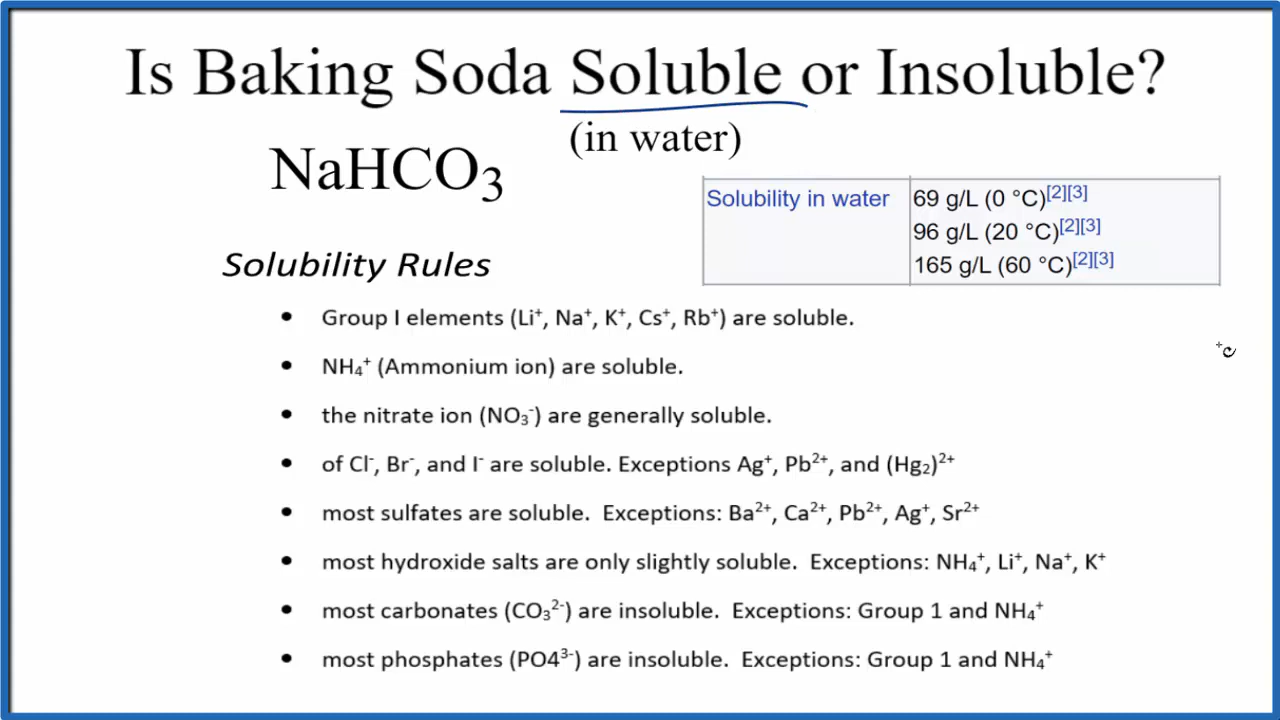 Is Baking Soda Soluble or Insoluble?
(in water)
NaHCO₃
Solubility in water
69 g/L (0 °C)[2][3]
96 g/L (20 °C)[2][3]
165 g/L (60 °C)[2][3]
Solubility Rules
• Group I elements (Li⁺, Na⁺, K⁺, Cs⁺, Rb⁺) are soluble.
• NH₄⁺ (Ammonium ion) are soluble.
• the nitrate ion (NO₃⁻) are generally soluble.
• of Cl⁻, Br⁻, and I⁻ are soluble. Exceptions Ag⁺, Pb²⁺, and (Hg₂)²⁺
• most sulfates are soluble. Exceptions: Ba²⁺, Ca²⁺, Pb²⁺, Ag⁺, Sr²⁺
• most hydroxide salts are only slightly soluble. Exceptions: NH₄⁺, Li⁺, Na⁺, K⁺
• most carbonates (CO₃²⁻) are insoluble. Exceptions: Group 1 and NH₄⁺
• most phosphates (PO4³⁻) are insoluble. Exceptions: Group 1 and NH₄⁺